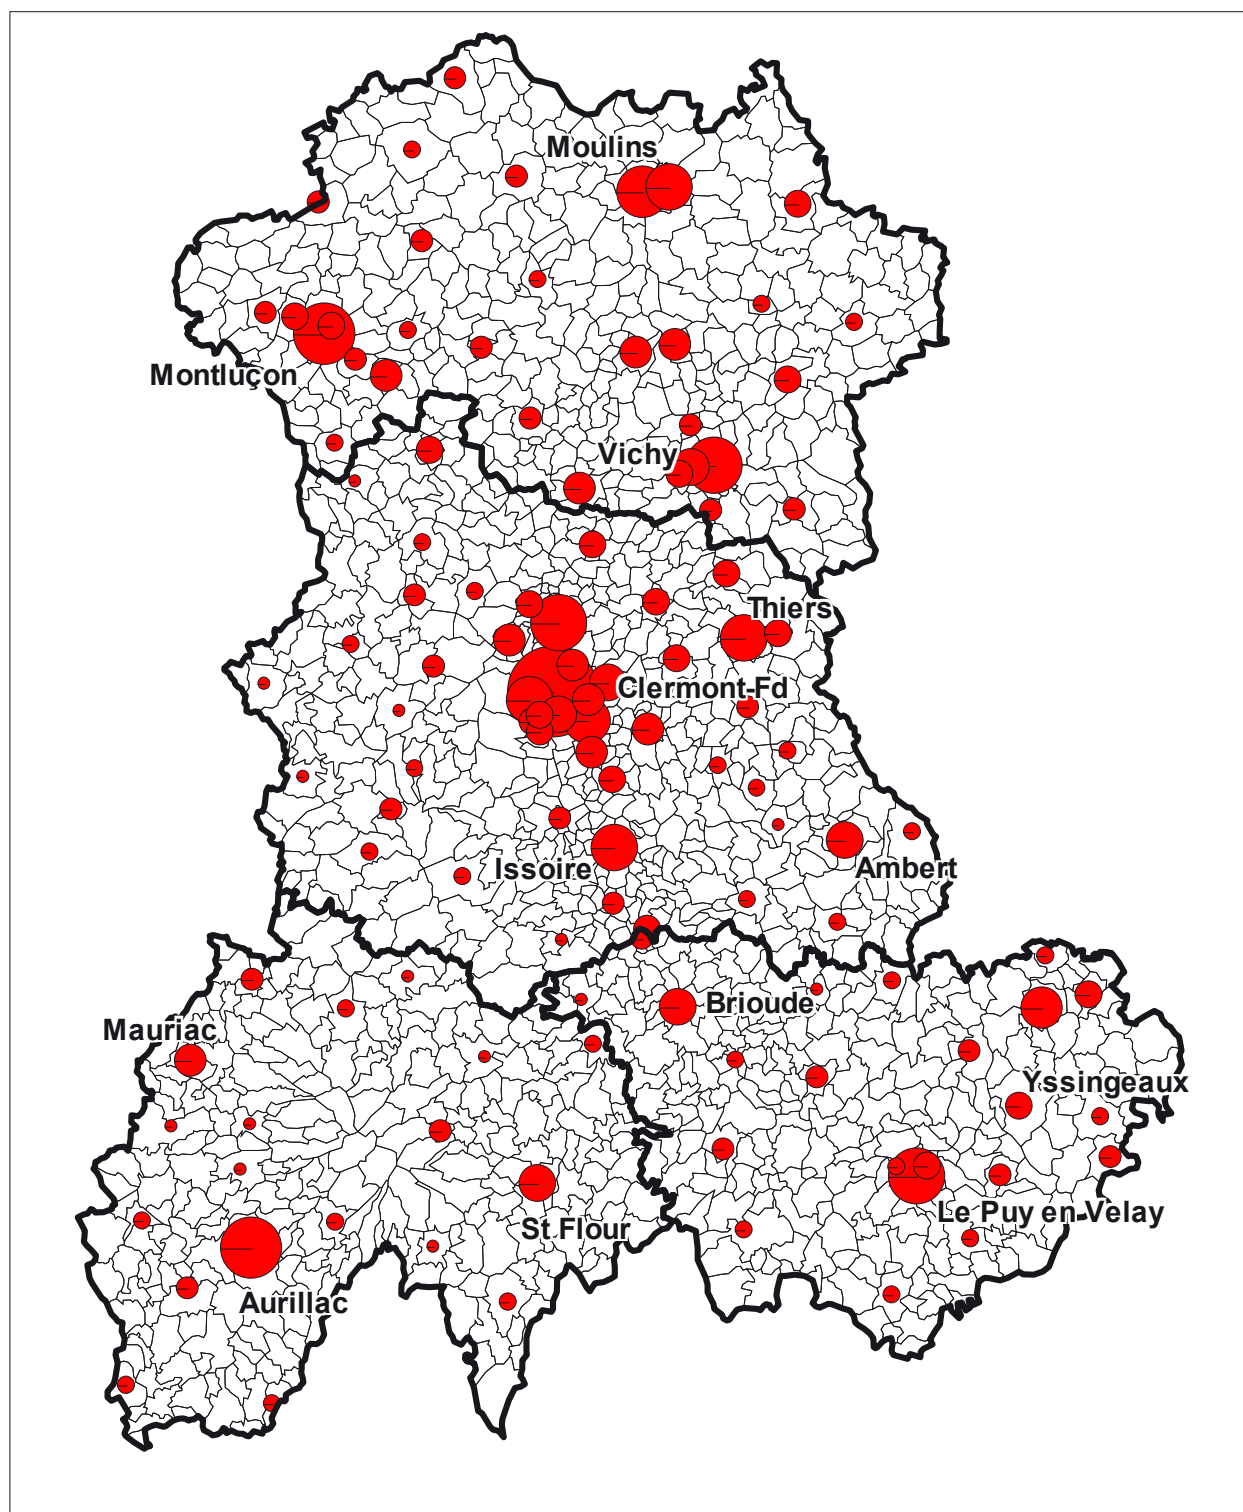 Moulins
Montluçon
Vichy
Thiers
Clermont-Fd
Issoire
Ambert
Brioude
Mauriac
Yssingeaux
Le Puy en Velay
St Flour
Aurillac